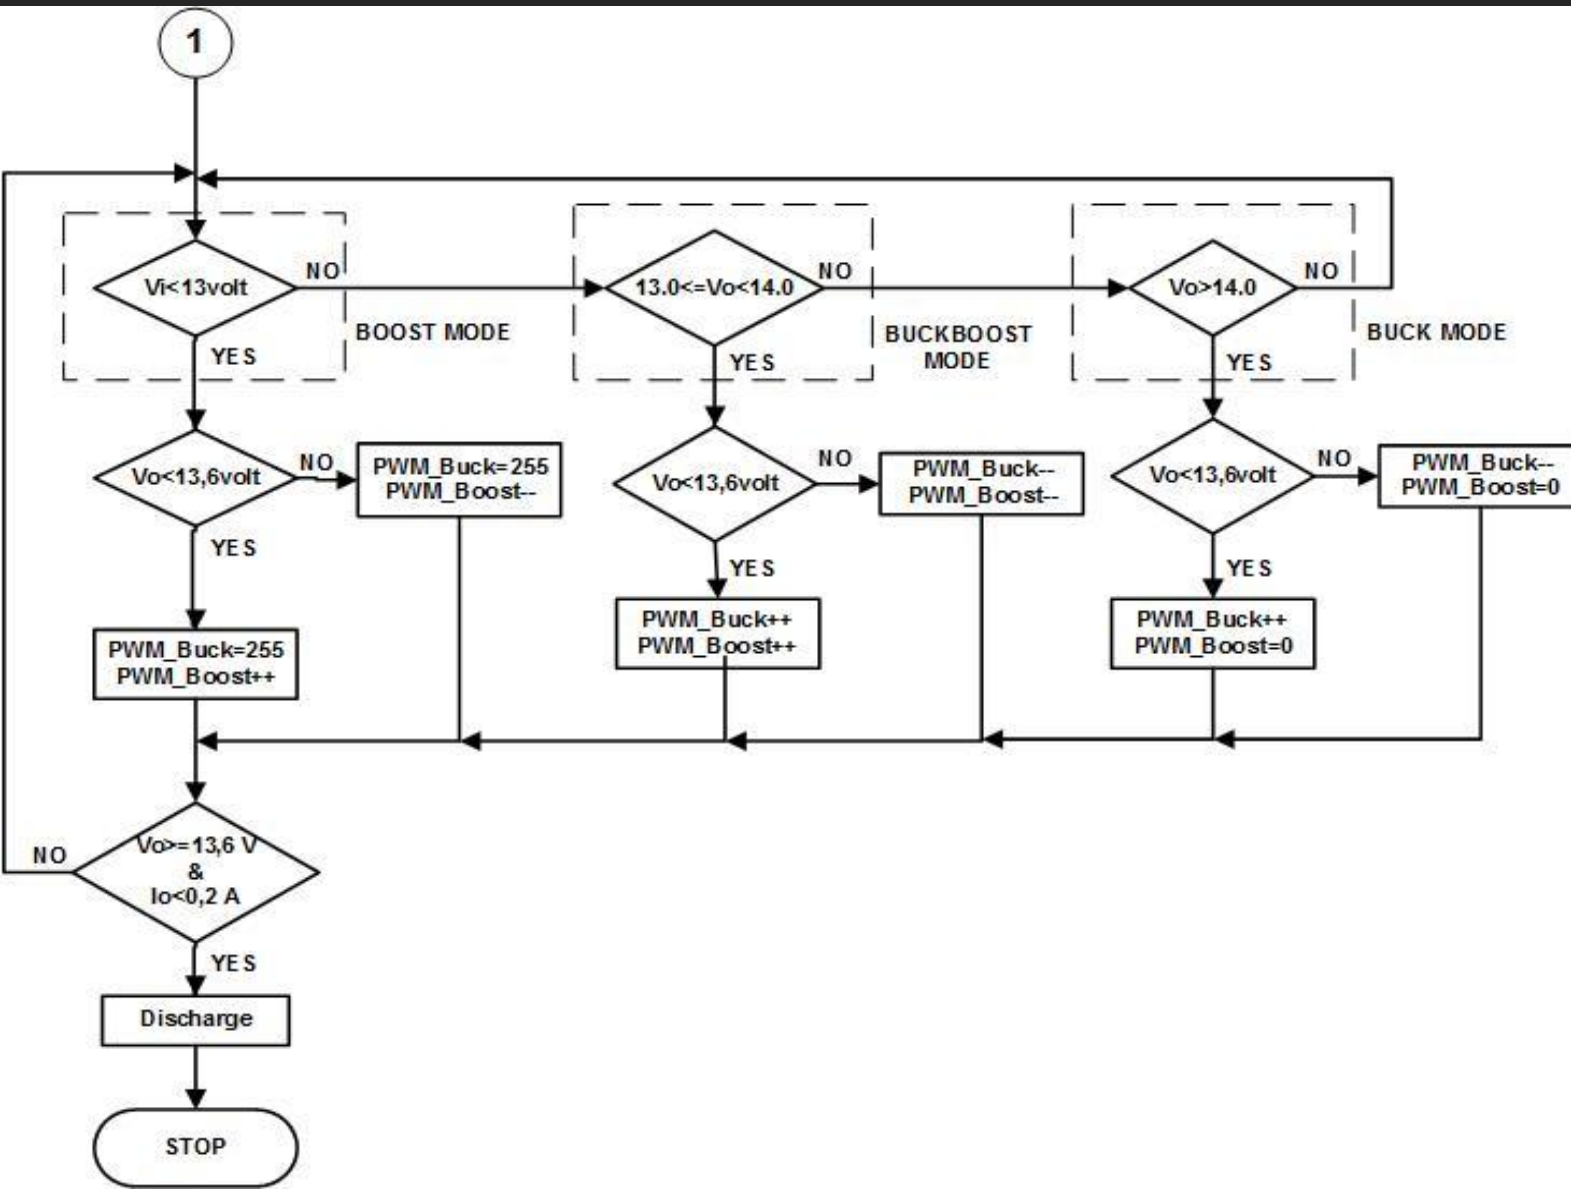 1
Vi<13volt
NO
YES
BOOST MODE
13.0<=Vo<14.0
NO
YES
BUCKBOOST
MODE
Vo>14.0
NO
YES
BUCK MODE
Vo<13,6volt
NO
YES
PWM_Buck=255
PWM_Boost--
Vo<13,6volt
NO
YES
PWM_Buck--
PWM_Boost--
Vo<13,6volt
NO
YES
PWM_Buck--
PWM_Boost=0
PWM_Buck=255
PWM_Boost++
PWM_Buck++
PWM_Boost++
PWM_Buck++
PWM_Boost=0
Vo>=13,6 V
&
Io<0,2 A
NO
YES
Discharge
STOP